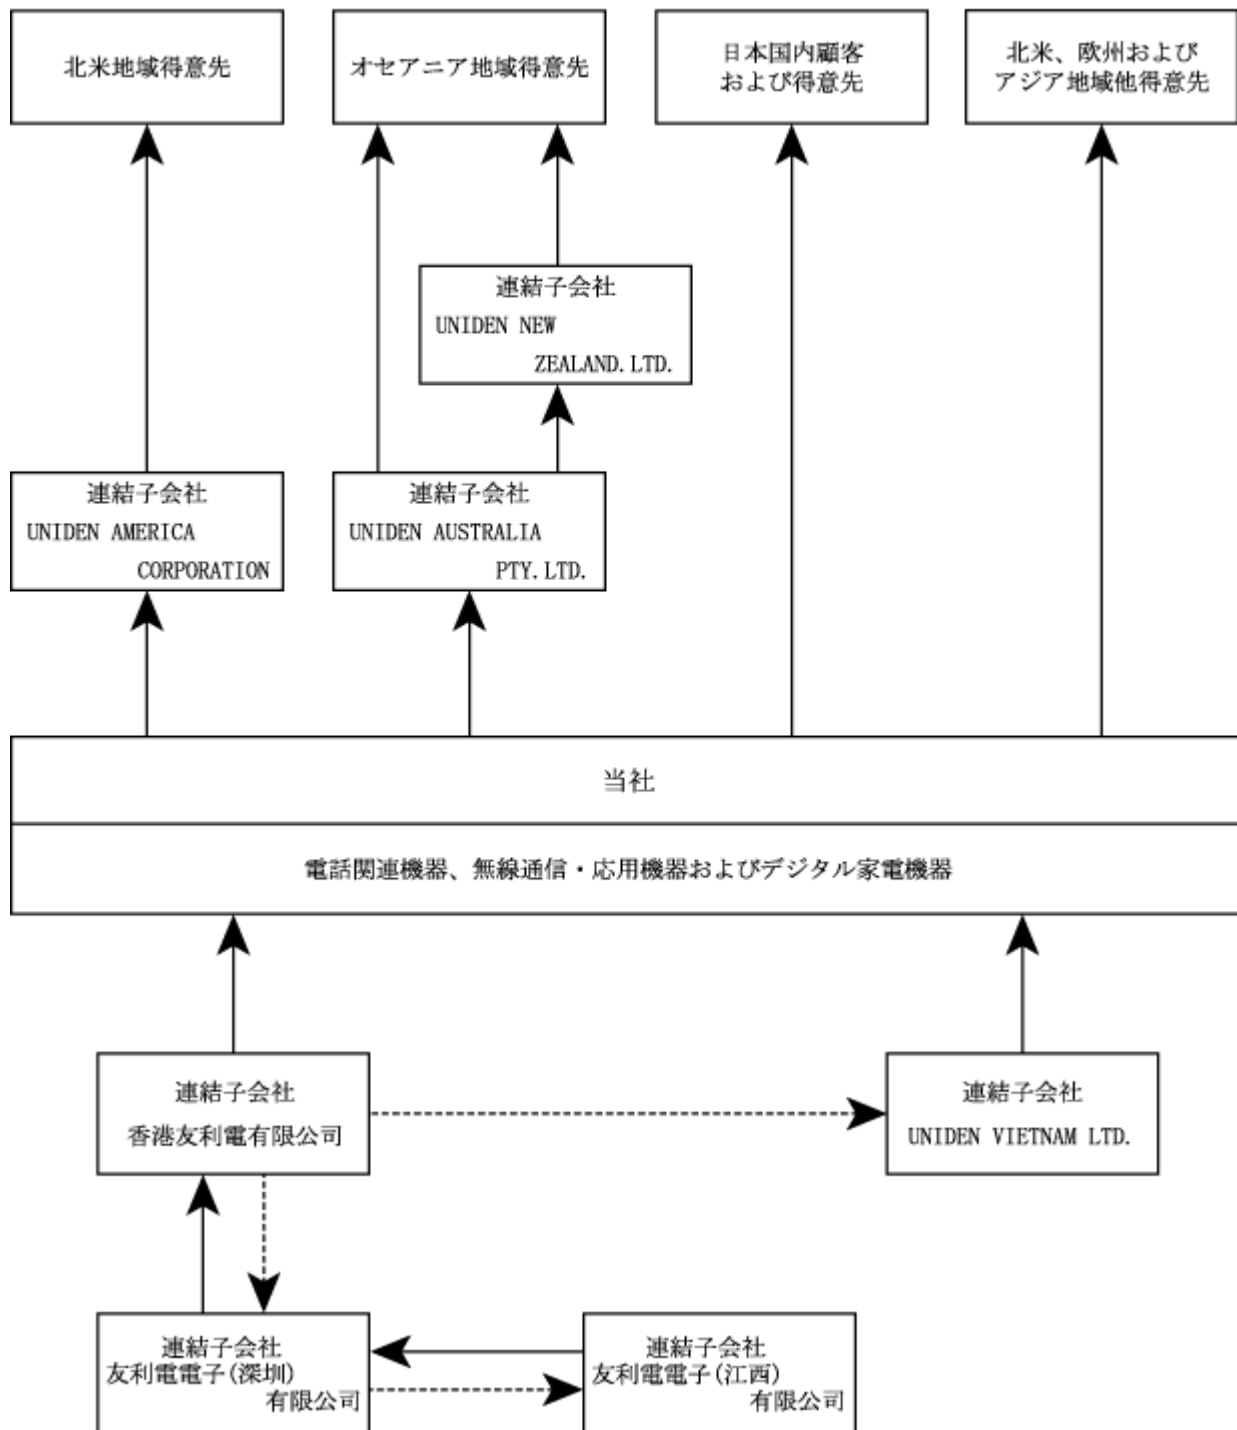 北米地域得意先
オセアニア地域得意先
日本国内顧客
および得意先
北米、欧州および
アジア地域他得意先
連結子会社
UNIDEN NEW
ZEALAND.LTD.
連結子会社
UNIDEN AMERICA
CORPORATION
連結子会社
UNIDEN AUSTRALIA
PTY.LTD.
当社
電話関連機器、無線通信・応用機器およびデジタル家電機器
連結子会社
香港友利電有限公司
連結子会社
UNIDEN VIETNAM LTD.
連結子会社
友利電電子(深圳)
有限公司
連結子会社
友利電電子(江西)
有限公司